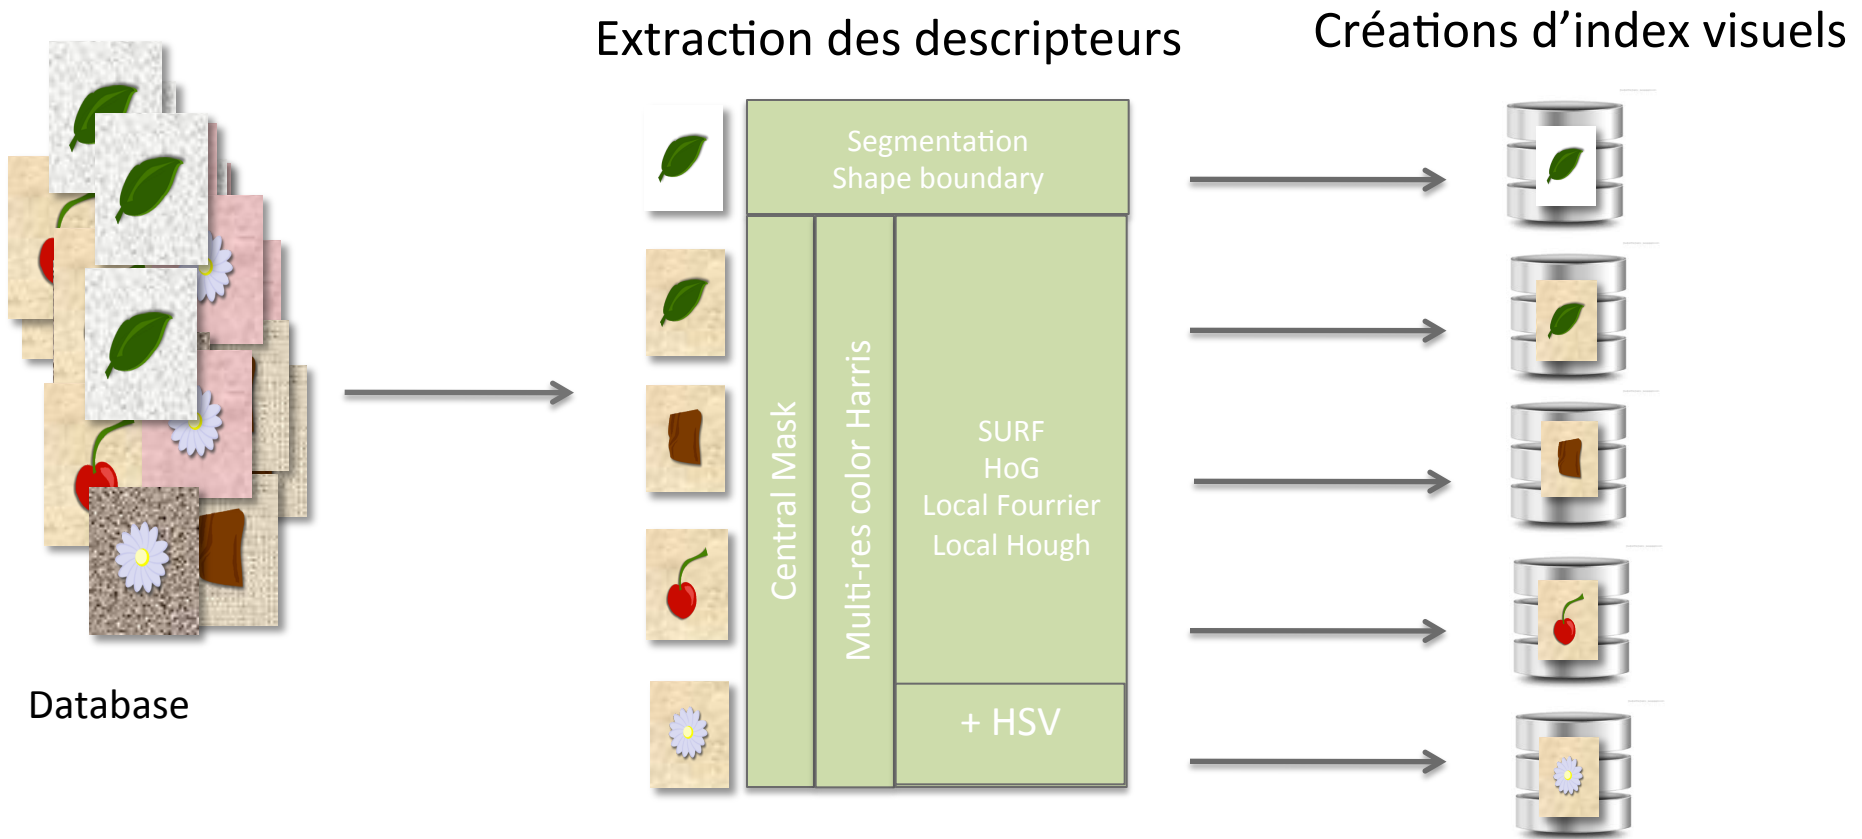 Extraction des descripteurs
Créations d’index visuels
Segmentation
Shape boundary
Central Mask
Multi-res color Harris
SURF
HoG
Local Fourrier
Local Hough
+ HSV
Database